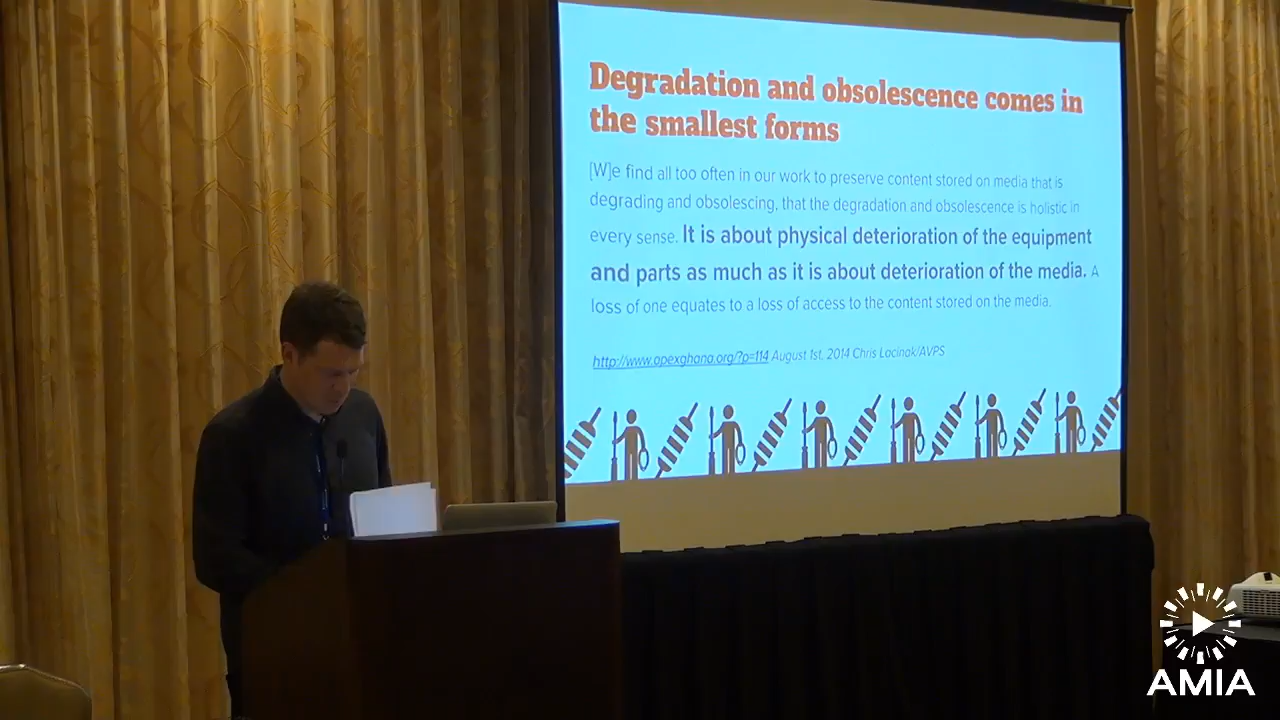 Degradation and obsolescence comes in
the smallest forms
[W]e find all too often in our work to preserve content stored on media that is
degrading and obsolescing, that the degradation and obsolescence is holistic in
every sense. It is about physical deterioration of the equipment
and parts as much as it is about deterioration of the media. A
loss of one equates to a loss of access to the content stored on the media.
http://www.apexghana.org/?p=114 August 1st, 2014 Chris Lacinak/AVPS
AMIA